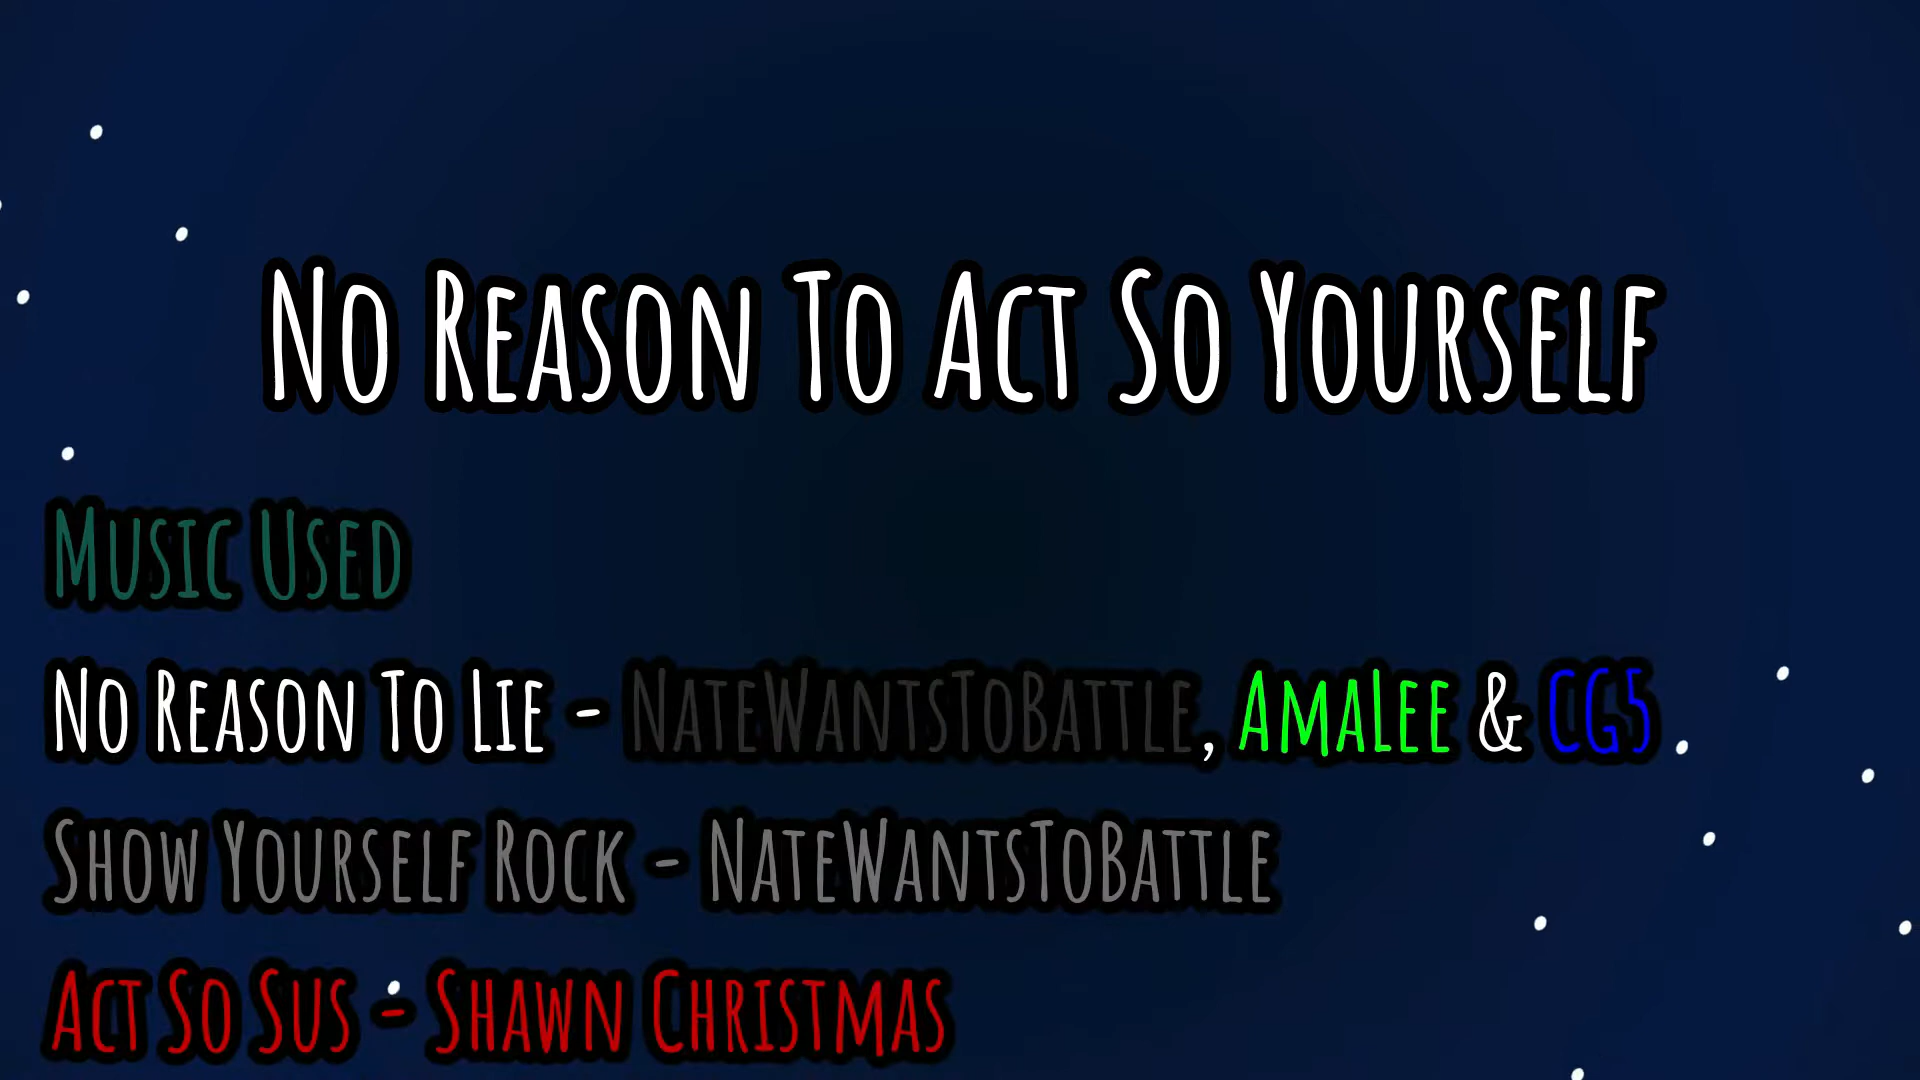 No Reason To Act So Yourself
Music Used
No Reason To Lie - NateWantsToBattle, AmaLee & CG5
Show Yourself Rock - NateWantsToBattle
Act So Sus - Shawn Christmas